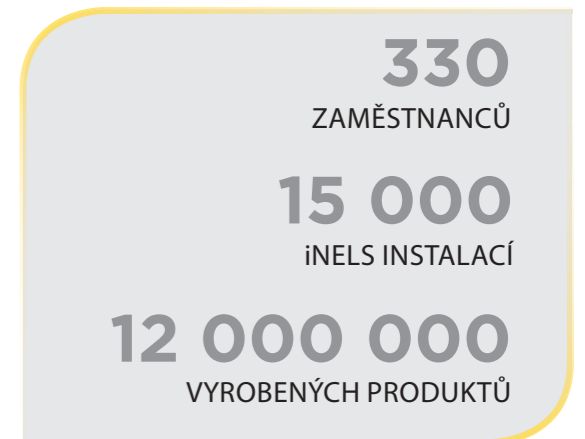 330
ZAMĚSTNANCŮ
15 000
iNELS INSTALACÍ
12 000 000
VYROBENÝCH PRODUKTŮ